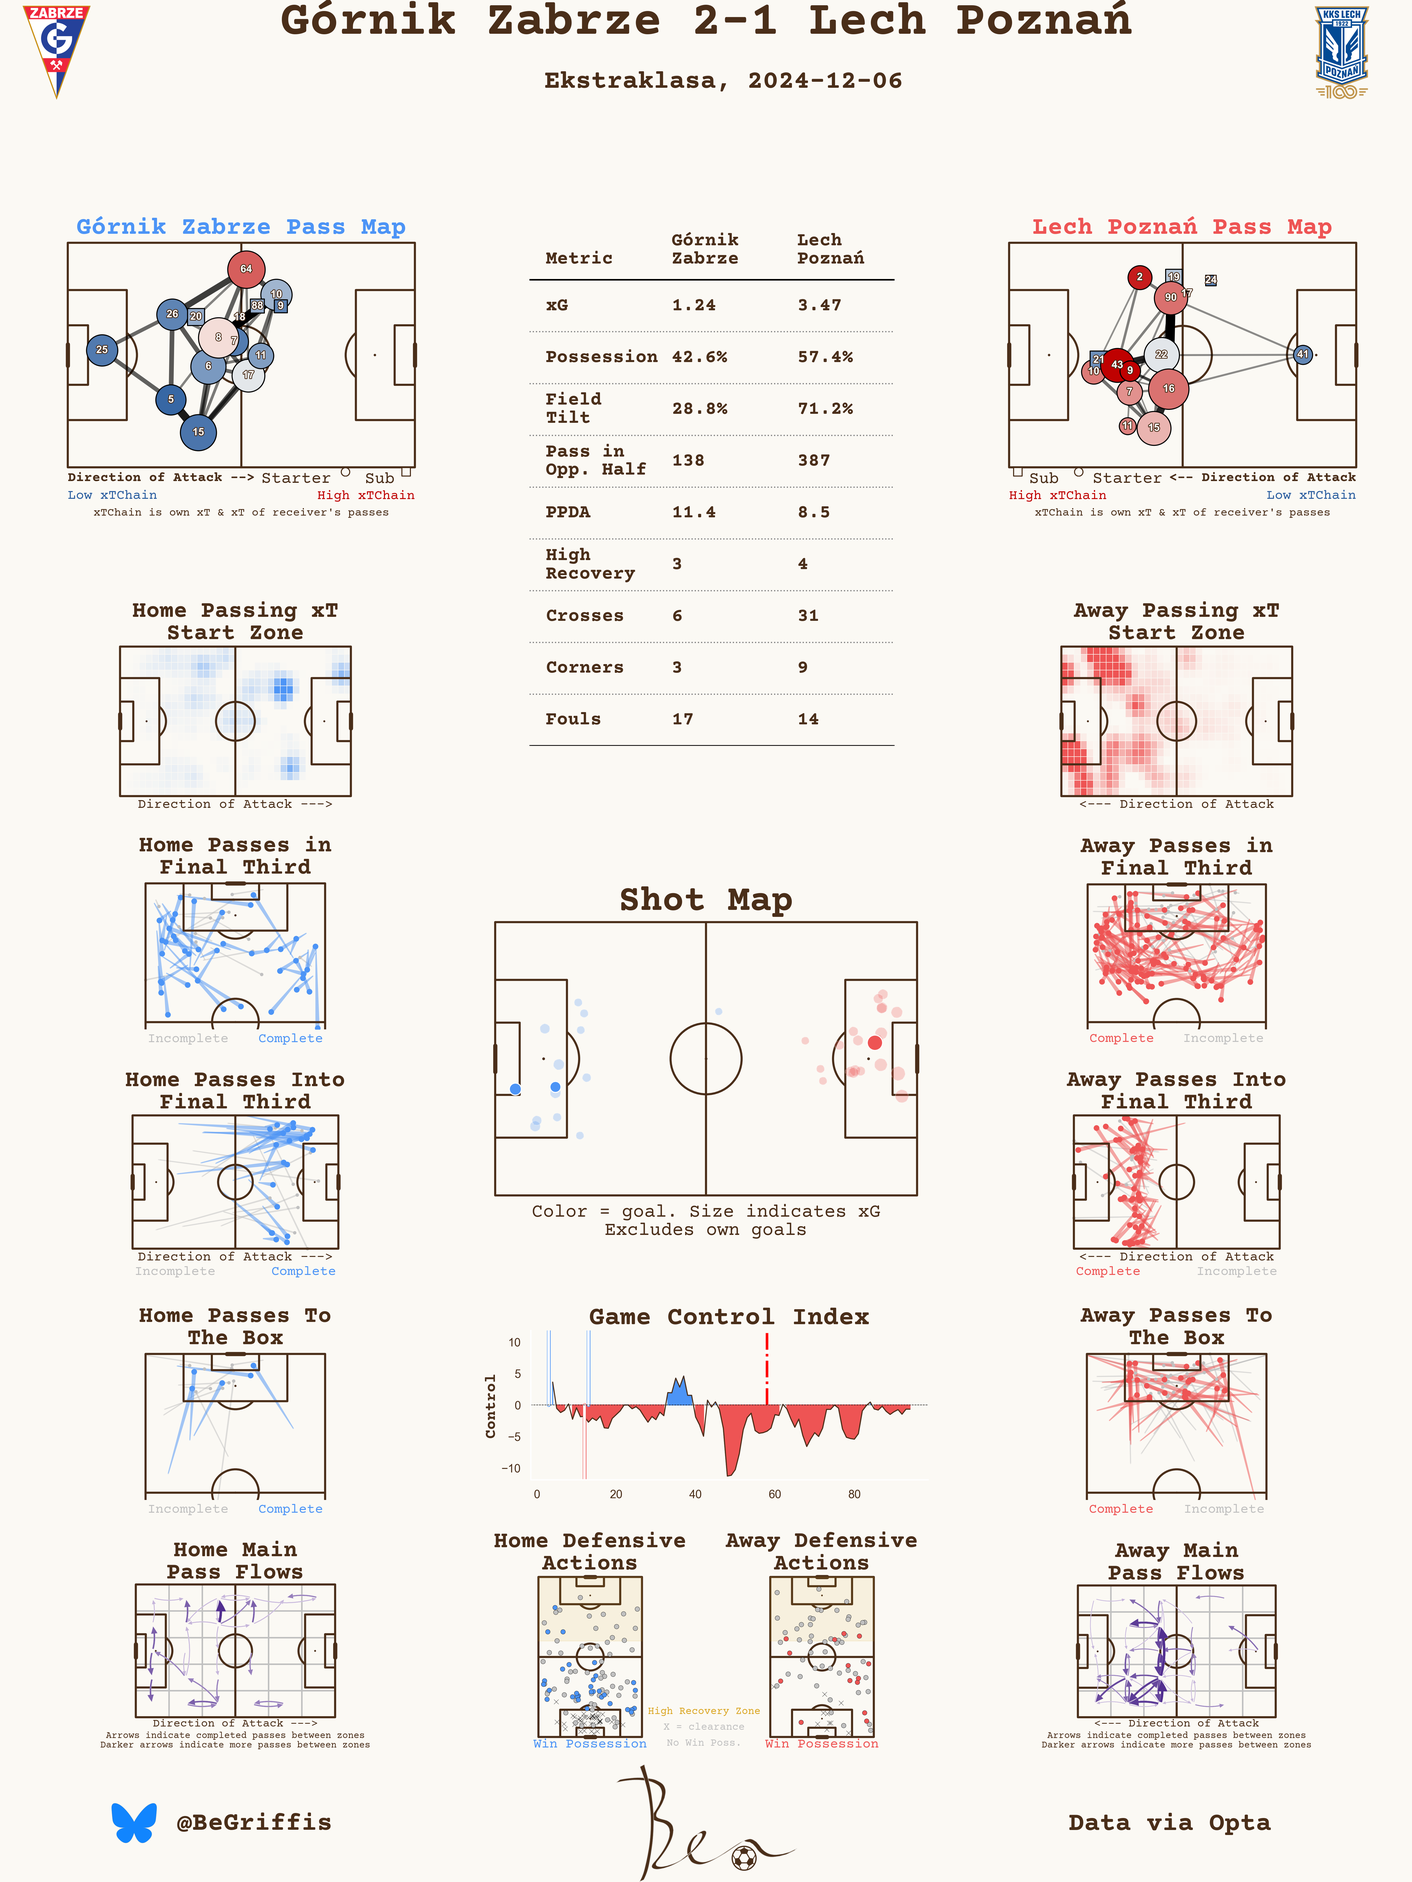 ZABRZE
Górnik Zabrze 2-1 Lech Poznań
KKS LECH
1922
POZNAŃ
100
Ekstraklasa, 2024-12-06
Górnik Zabrze Pass Map
64
10
88
9
26
20
18
8
7
25
11
6
17
5
15
Direction of Attack --> Starter Sub
Low xTChain High xTChain
xTChain is own xT & xT of receiver's passes
Metric Górnik Zabrze Lech Poznań
xG 1.24 3.47
Possession 42.6% 57.4%
Field Tilt 28.8% 71.2%
Pass in Opp. Half 138 387
PPDA 11.4 8.5
High Recovery 3 4
Crosses 6 31
Corners 3 9
Fouls 17 14
Lech Poznań Pass Map
2
19
24
17
90
22
41
21
43
10
9
7
16
11
15
Sub Starter <-- Direction of Attack
High xTChain Low xTChain
xTChain is own xT & xT of receiver's passes
Home Passing xT
Start Zone
Direction of Attack --->
Away Passing xT
Start Zone
<--- Direction of Attack
Home Passes in
Final Third
Incomplete Complete
Away Passes in
Final Third
Complete Incomplete
Shot Map
Color = goal. Size indicates xG
Excludes own goals
Home Passes Into
Final Third
Direction of Attack --->
Incomplete Complete
Away Passes Into
Final Third
<--- Direction of Attack
Complete Incomplete
Home Passes To
The Box
Incomplete Complete
Game Control Index
Control
10
5
0
−5
−10
0 20 40 60 80
Away Passes To
The Box
Complete Incomplete
Home Main
Pass Flows
Direction of Attack --->
Arrows indicate completed passes between zones
Darker arrows indicate more passes between zones
Home Defensive
Actions
Win Possession
High Recovery Zone
X = clearance
No Win Poss.
Away Defensive
Actions
Win Possession
Away Main
Pass Flows
<--- Direction of Attack
Arrows indicate completed passes between zones
Darker arrows indicate more passes between zones
@BeGriffis
Ben
Data via Opta